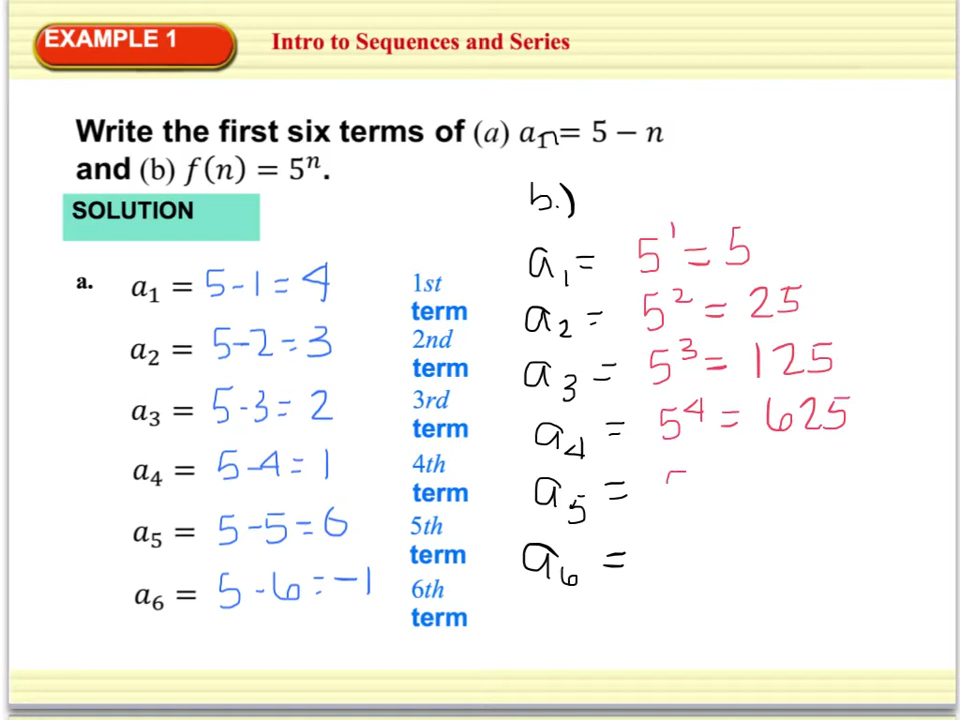 EXAMPLE 1 Intro to Sequences and Series
Write the first six terms of (a) aₙ = 5 − n
and (b) f(n) = 5ⁿ.
SOLUTION
b.)
a. a₁ = 5-1 = 4 1st term
a₂ = 5-2 = 3 2nd term
a₃ = 5-3 = 2 3rd term
a₄ = 5-4 = 1 4th term
a₅ = 5-5 = 6 5th term
a₆ = 5-6 = -1 6th term
a₁ = 5¹ = 5
a₂ = 5² = 25
a₃ = 5³ = 125
a₄ = 5⁴ = 625
a₅ =
a₆ =